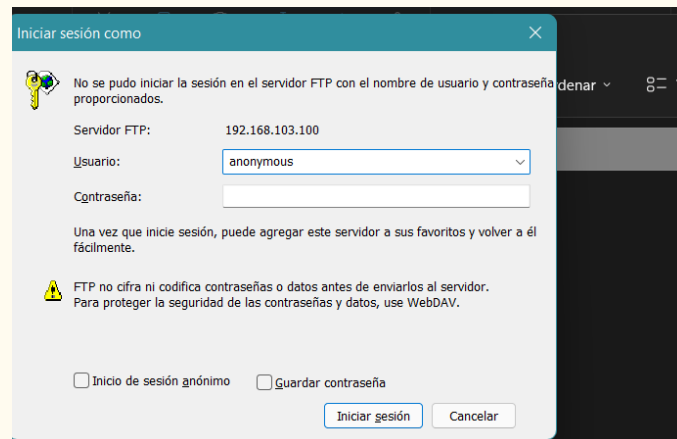 Iniciar sesión como
No se pudo iniciar la sesión en el servidor FTP con el nombre de usuario y contraseña
proporcionados.
denar
Servidor FTP: 192.168.103.100
Usuario: anonymous
Contraseña:
Una vez que inicie sesión, puede agregar este servidor a sus favoritos y volver a él
fácilmente.
FTP no cifra ni codifica contraseñas o datos antes de enviarlos al servidor.
Para proteger la seguridad de las contraseñas y datos, use WebDAV.
Inicio de sesión anónimo Guardar contraseña
Iniciar sesión Cancelar